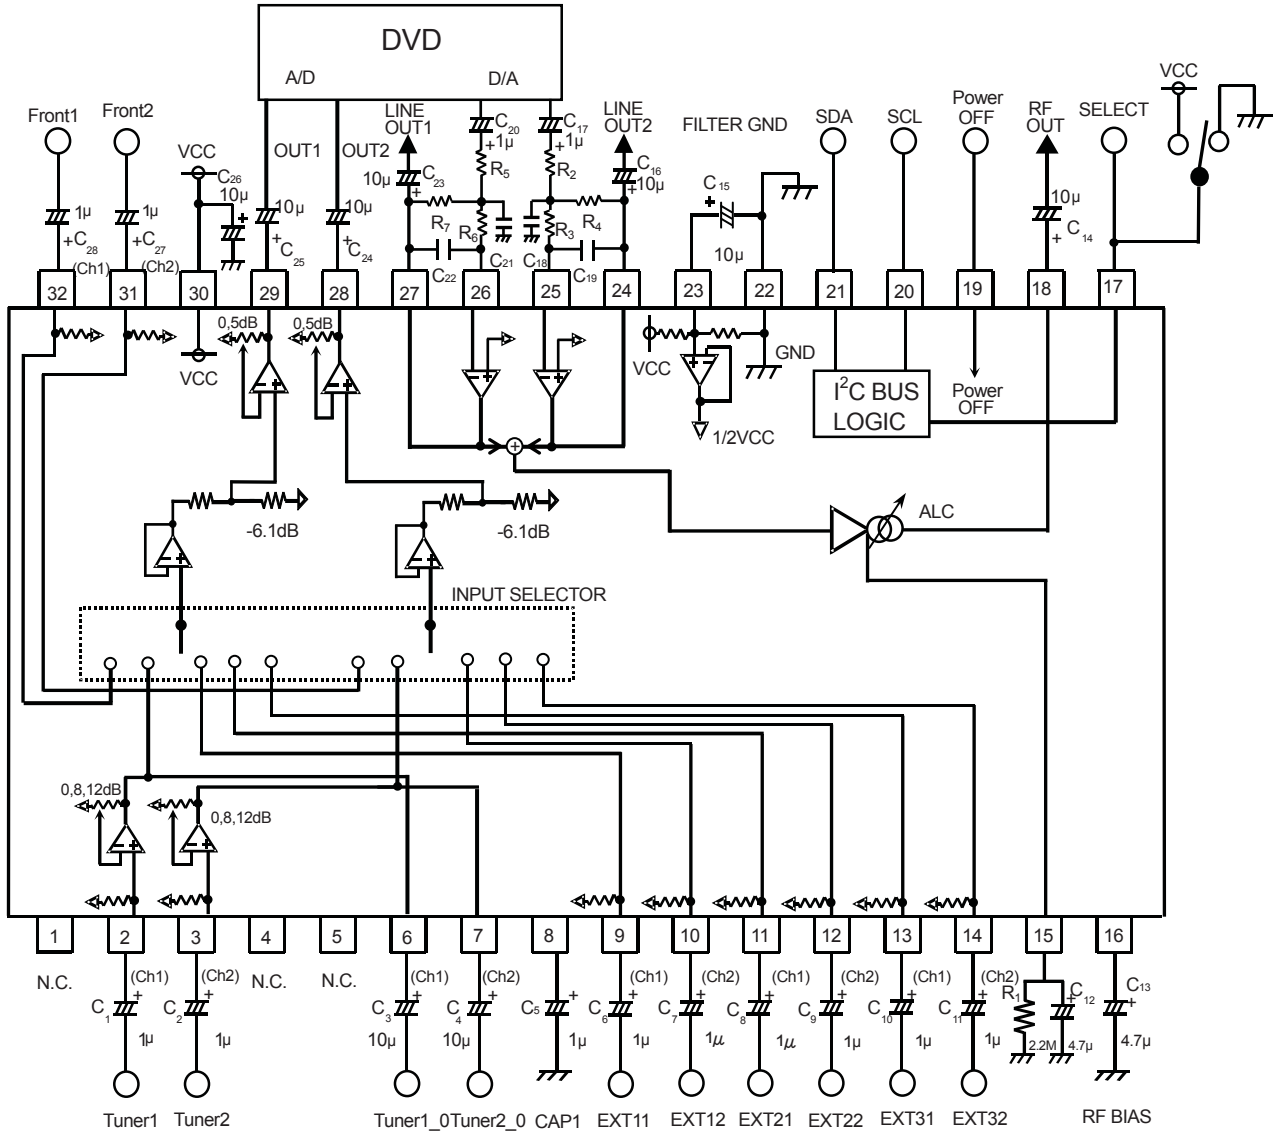 DVD
A/D D/A
LINE OUT1
C20 1μ
C17 1μ
LINE OUT2
FILTER GND
SDA
SCL
Power OFF
RF OUT
SELECT
VCC
Front1
Front2
VCC
C26 10μ
OUT1
OUT2
10μ C23
R5
R2
C16 10μ
C15 10μ
10μ C14
1μ C28 (Ch1)
1μ C27 (Ch2)
10μ C25
10μ C24
R7
R6
R3
R4
C22
C21
C18
C19
+ + + + + + + + + + +
32 31 30 29 28 27 26 25 24 23 22 21 20 19 18 17
0,5dB
0,5dB
VCC
VCC
GND
- + - + - + - + - +
1/2VCC
I2C BUS LOGIC
Power OFF
+
-6.1dB
-6.1dB
ALC
- + - +
INPUT SELECTOR
0,8,12dB
0,8,12dB
- + - +
1 2 3 4 5 6 7 8 9 10 11 12 13 14 15 16
N.C.
(Ch1)
(Ch2)
N.C.
N.C.
(Ch1)
(Ch2)
(Ch1)
(Ch2)
(Ch1)
(Ch2)
(Ch1)
(Ch2)
+ + + + + + + + + + + + +
C1 1μ
C2 1μ
C3 10μ
C4 10μ
C5 1μ
C6 1μ
C7 1μ
C8 1μ
C9 1μ
C10 1μ
C11 1μ
R1 2.2M
C12 4.7μ
C13 4.7μ
Tuner1 Tuner2 Tuner1_0 Tuner2_0 CAP1 EXT11 EXT12 EXT21 EXT22 EXT31 EXT32 RF BIAS